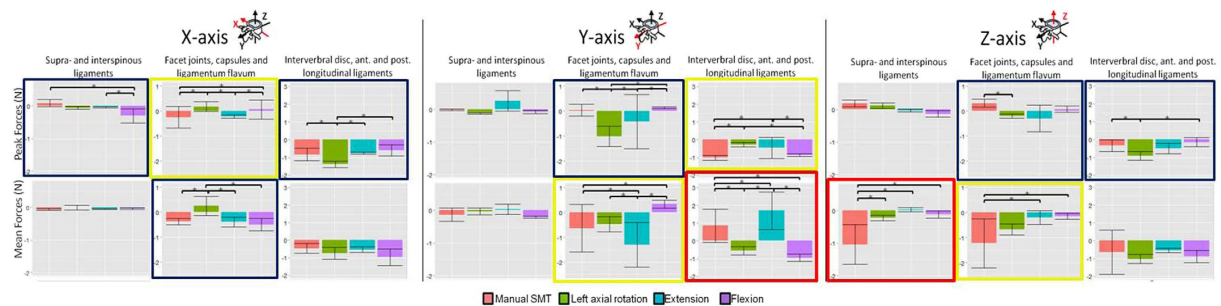 X-axis
X
Z
Y
Y-axis
X
Z
Y
Z-axis
X
Z
Y
Supra- and interspinous
ligaments
Facet joints, capsules and
ligamentum flavum
Interverbral disc, ant. and post.
longitudinal ligaments
Supra- and interspinous
ligaments
Facet joints, capsules and
ligamentum flavum
Interverbral disc, ant. and post.
longitudinal ligaments
Supra- and interspinous
ligaments
Facet joints, capsules and
ligamentum flavum
Interverbral disc, ant. and post.
longitudinal ligaments
Peak Forces (N)
Mean Forces (N)
Manual SMT Left axial rotation Extension Flexion